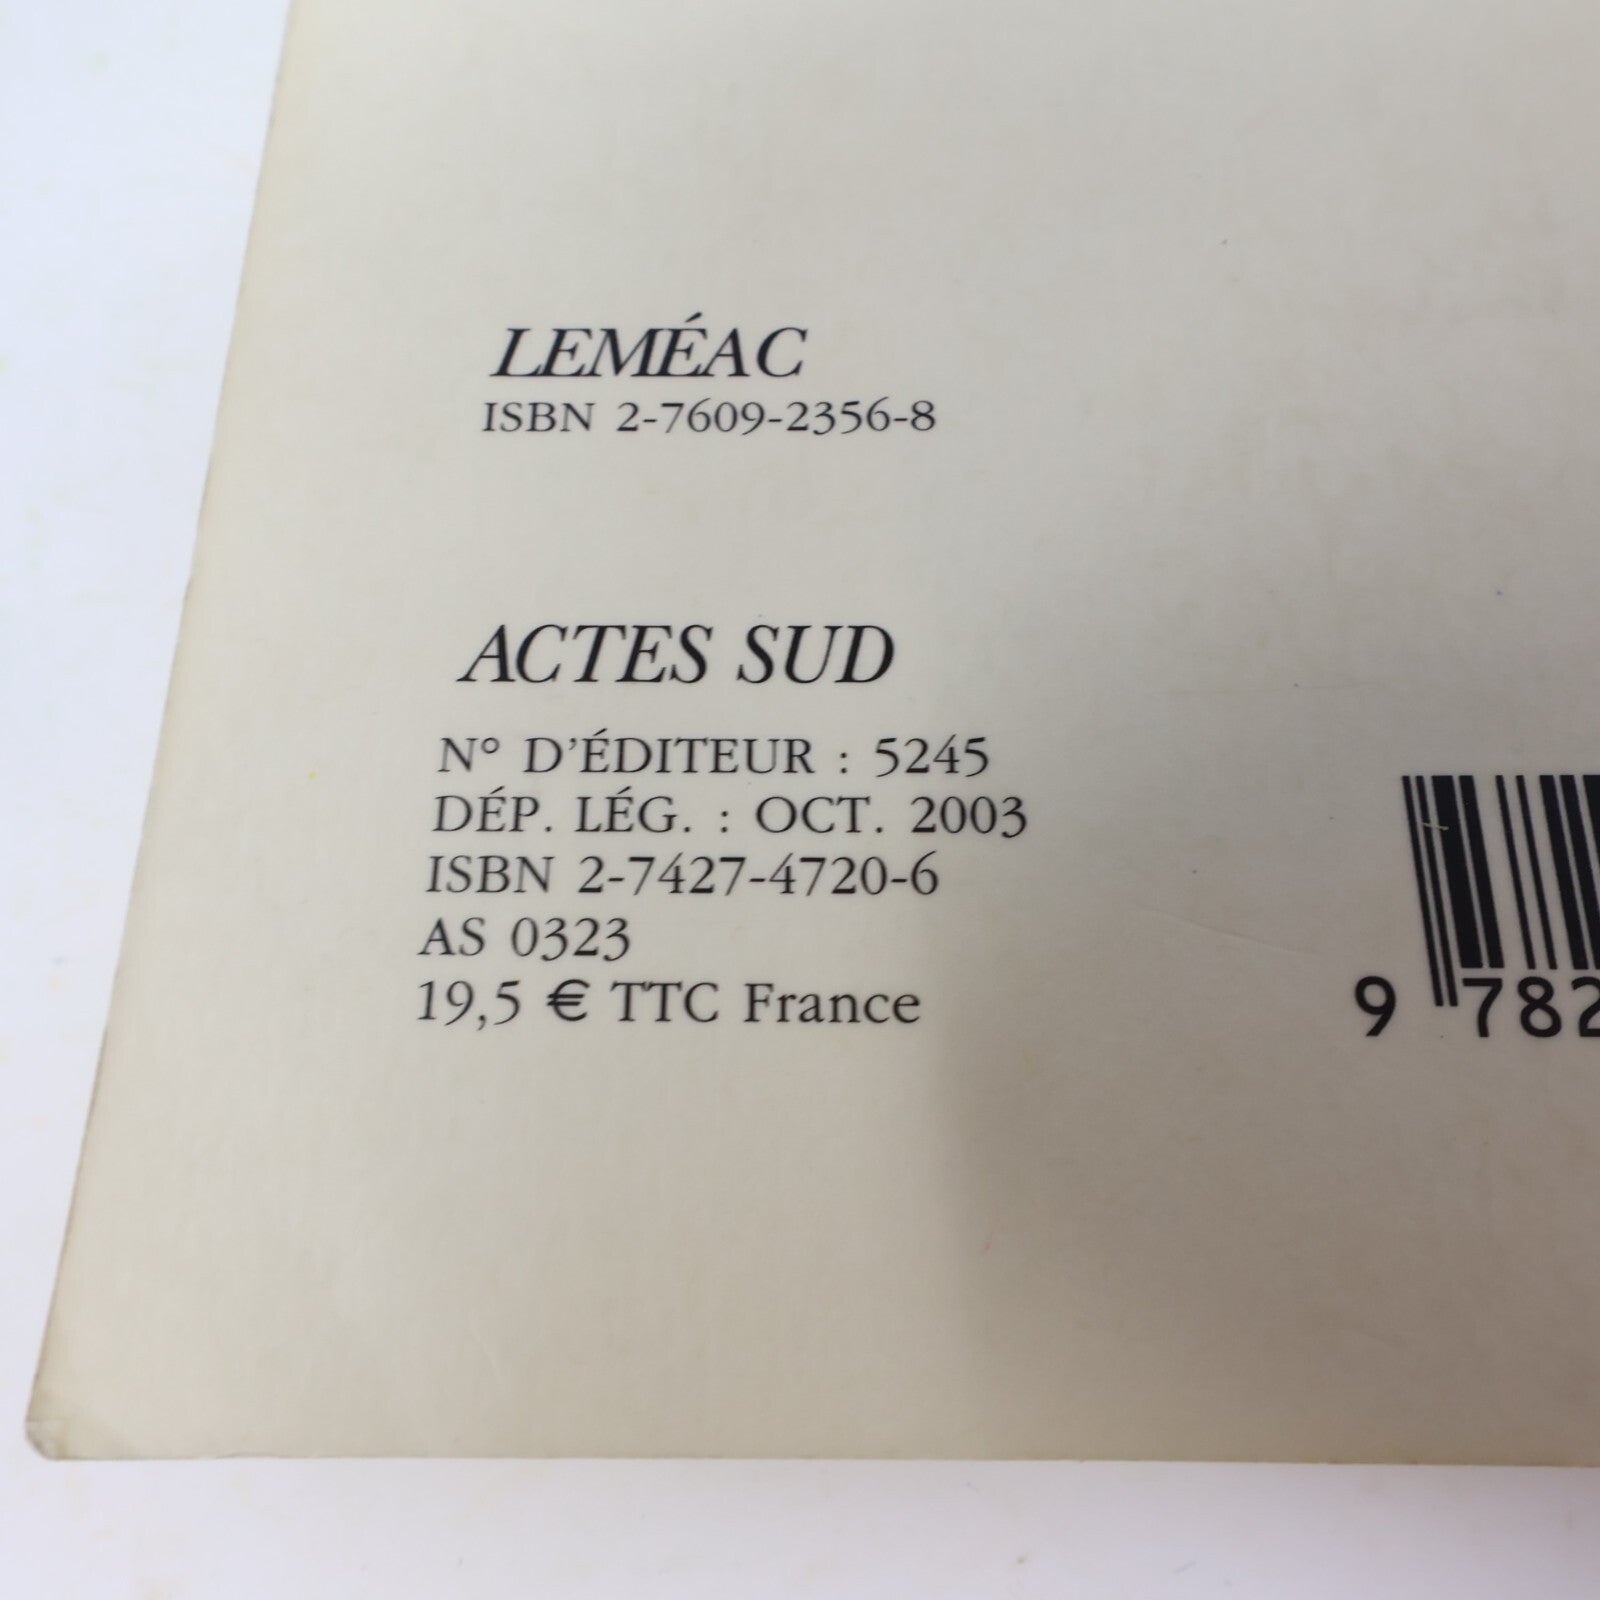 LEMÉAC
ISBN 2-7609-2356-8
ACTES SUD
N° D'ÉDITEUR : 5245
DÉP. LÉG. : OCT. 2003
ISBN 2-7427-4720-6
AS 0323
19,5 € TTC France
9 782